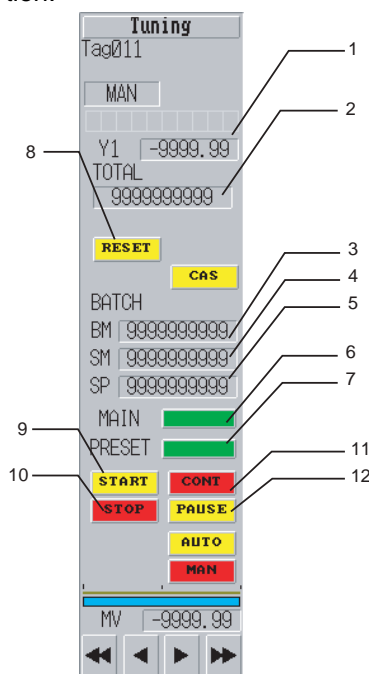 Tuning
TagØ11
1
MAN
2
Y1 -9999.99
8
TOTAL
9999999999
RESET
3
CAS
4
BATCH
5
BM 9999999999
SM 9999999999
6
SP 9999999999
7
MAIN
9
PRESET
11
10
START CONT
12
STOP PAUSE
AUTO
MAN
MV -9999.99